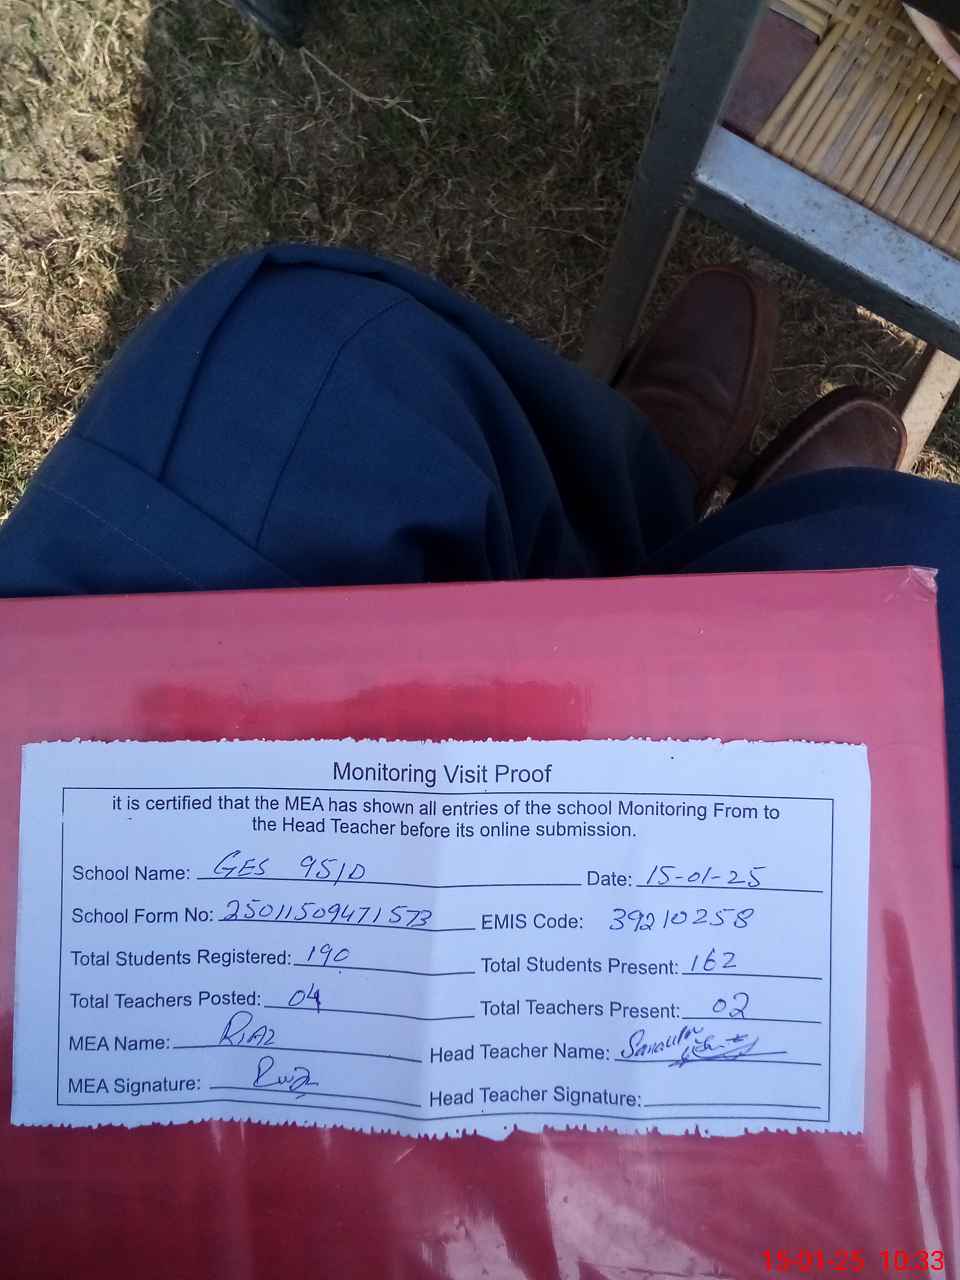 Monitoring Visit Proof
it is certified that the MEA has shown all entries of the school Monitoring From to
the Head Teacher before its online submission.
School Name: GES 95/D Date: 15-01-25
School Form No: 25011509471573 EMIS Code: 39210258
Total Students Registered: 190 Total Students Present: 162
Total Teachers Posted: 04 Total Teachers Present: 02
MEA Name: RIAZ Head Teacher Name:
MEA Signature: Head Teacher Signature:
15-01-25 10:33